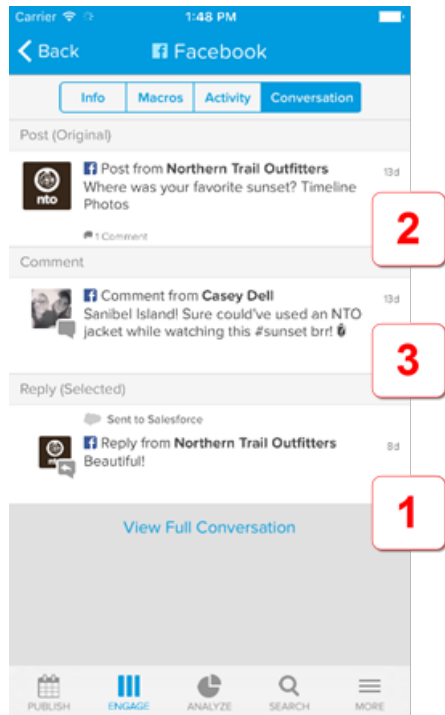 Carrier 1:48 PM
Back Facebook
Info Macros Activity Conversation
Post (Original)
Post from Northern Trail Outfitters 13d
Where was your favorite sunset? Timeline
Photos
nto
1 Comment
2
Comment
Comment from Casey Dell 13d
Sanibel Island! Sure could've used an NTO
jacket while watching this #sunset brr!
3
Reply (Selected)
Sent to Salesforce
Reply from Northern Trail Outfitters 8d
Beautiful!
1
View Full Conversation
PUBLISH ENGAGE ANALYZE SEARCH MORE